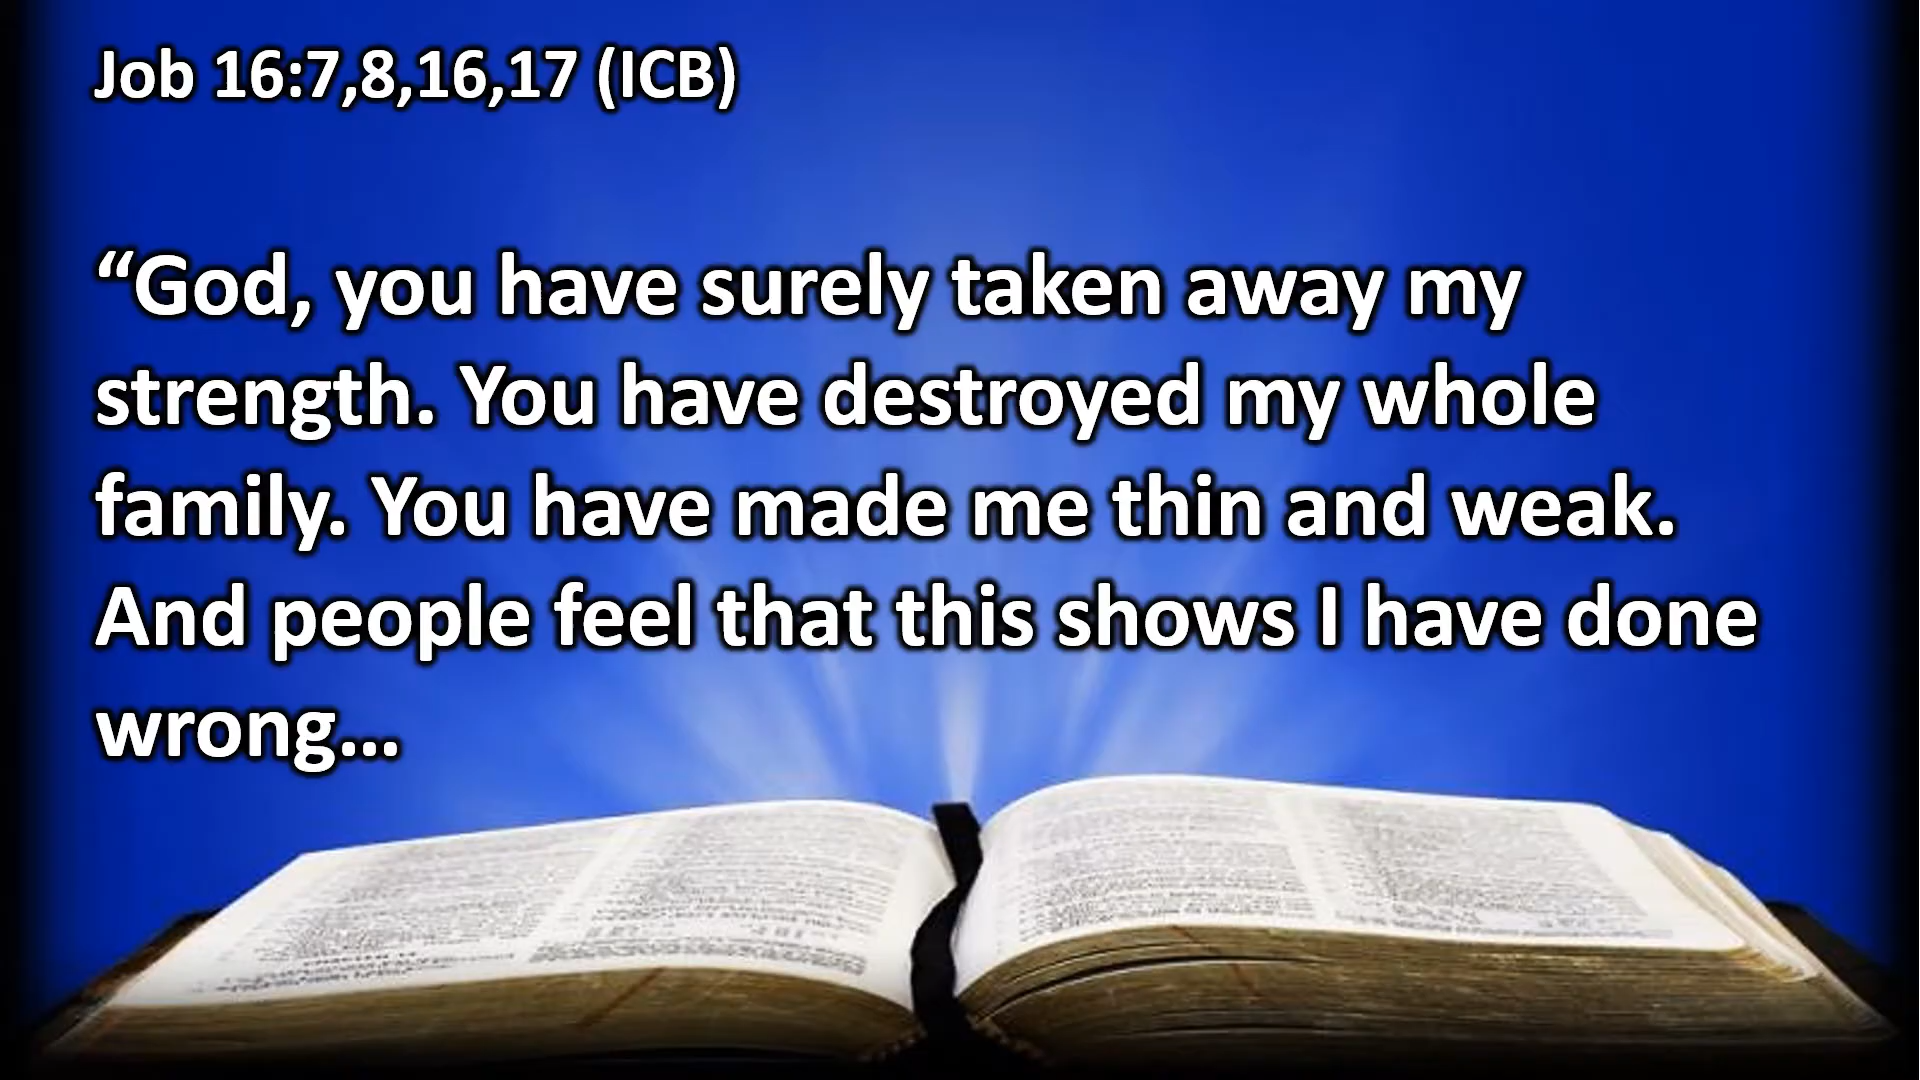 Job 16:7,8,16,17 (ICB)
“God, you have surely taken away my
strength. You have destroyed my whole
family. You have made me thin and weak.
And people feel that this shows I have done
wrong…